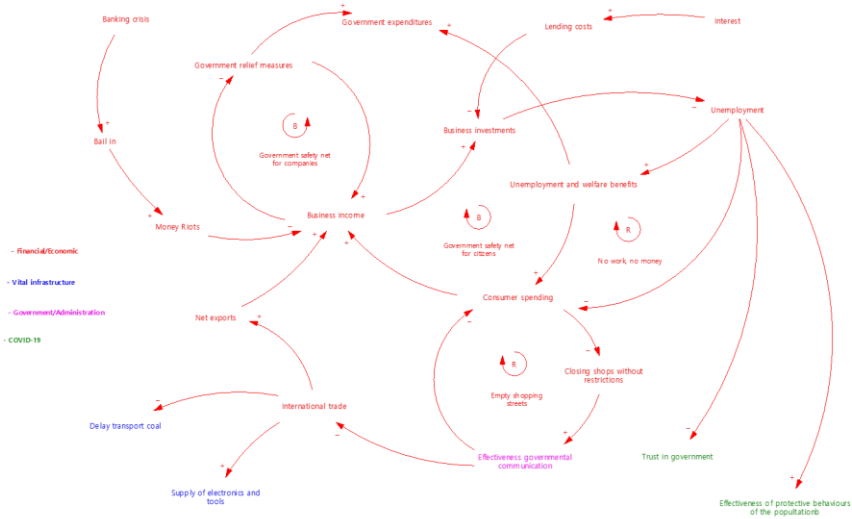 Banking crisis
Government expenditures
Lending costs
Interest
Government relief measures
Unemployment
Business investments
Bail in
B
Government safety net
for companies
Unemployment and welfare benefits
Money Riots
Business income
B
Government safety net
for citizens
R
No work, no money
- Financial/Economic
- Vital infrastructure
- Government/Administration
- COVID-19
Consumer spending
Net exports
R
Empty shopping
streets
Closing shops without
restrictions
International trade
Delay transport coal
Effectiveness governmental
communication
Trust in government
Supply of electronics and
tools
Effectiveness of protective behaviours
of the popultationb
+
+
+
-
-
+
-
+
-
+
+
-
+
+
+
-
+
-
-
+
-
-
+
-
+
-
+